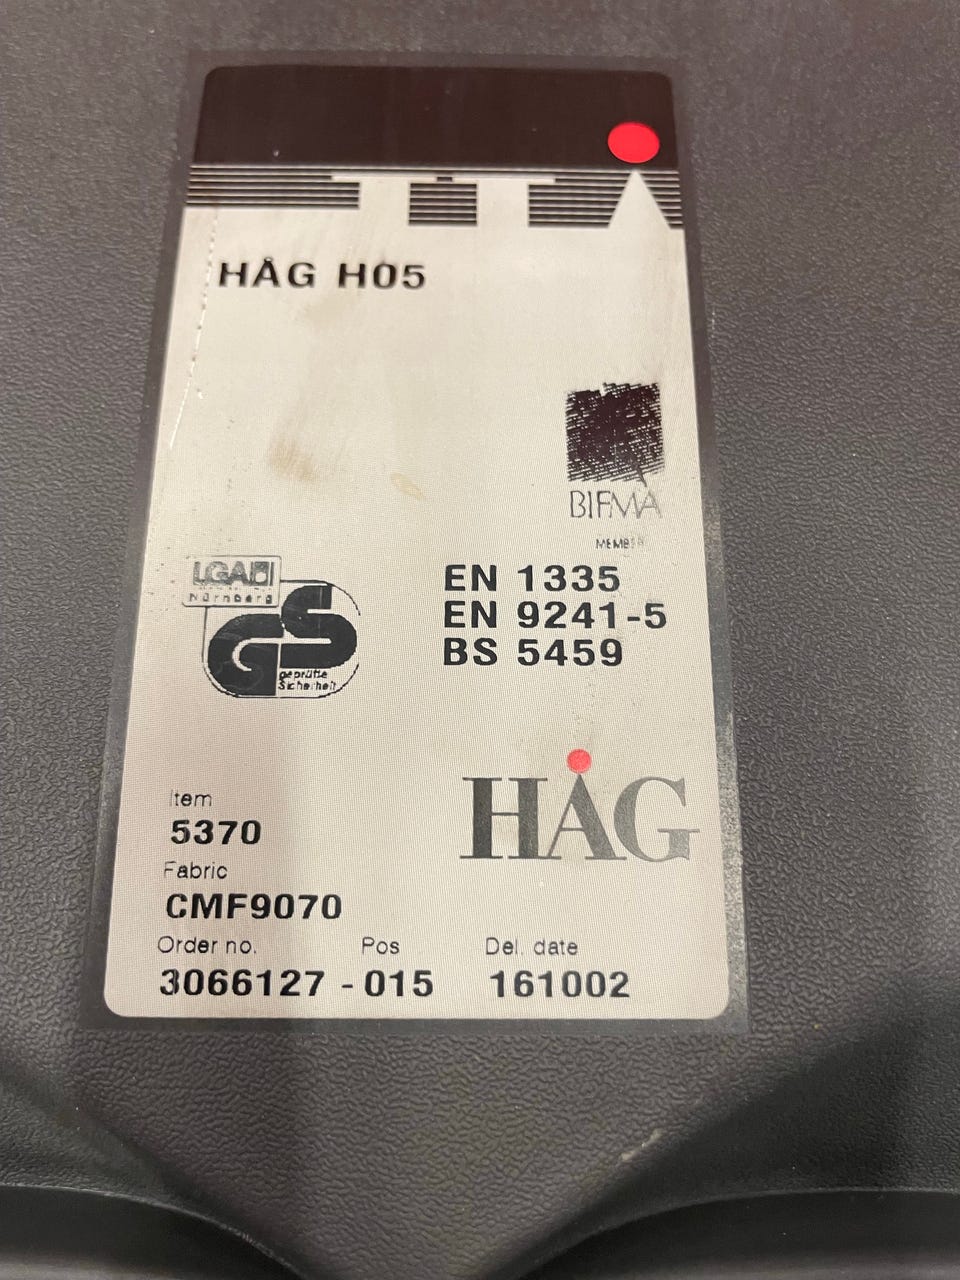 HÅG H05
BIFMA
MEMBER
LGA
Nürnberg
GS
geprüfte
Sicherheit
EN 1335
EN 9241-5
BS 5459
HÅG
Item
5370
Fabric
CMF9070
Order no. Pos Del. date
3066127 - 015 161002